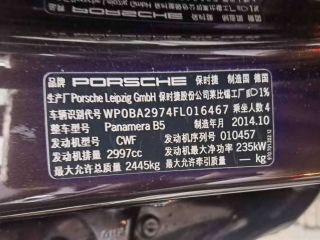 品牌 PORSCHE 保时捷 制造国 德国
生产厂Porsche Leipzig GmbH 保时捷股份公司莱比锡工厂
车辆识别代号 WP0BA2974FL016467 乘坐人数 4
整车型号 Panamera B5 制造年月 2014.10
发动机型号 CWF 发动机序列号 010457
发动机排量 2997cc 发动机最大净功率 235kW
最大允许总质量 2445kg 最大允许牵引质量 — kg